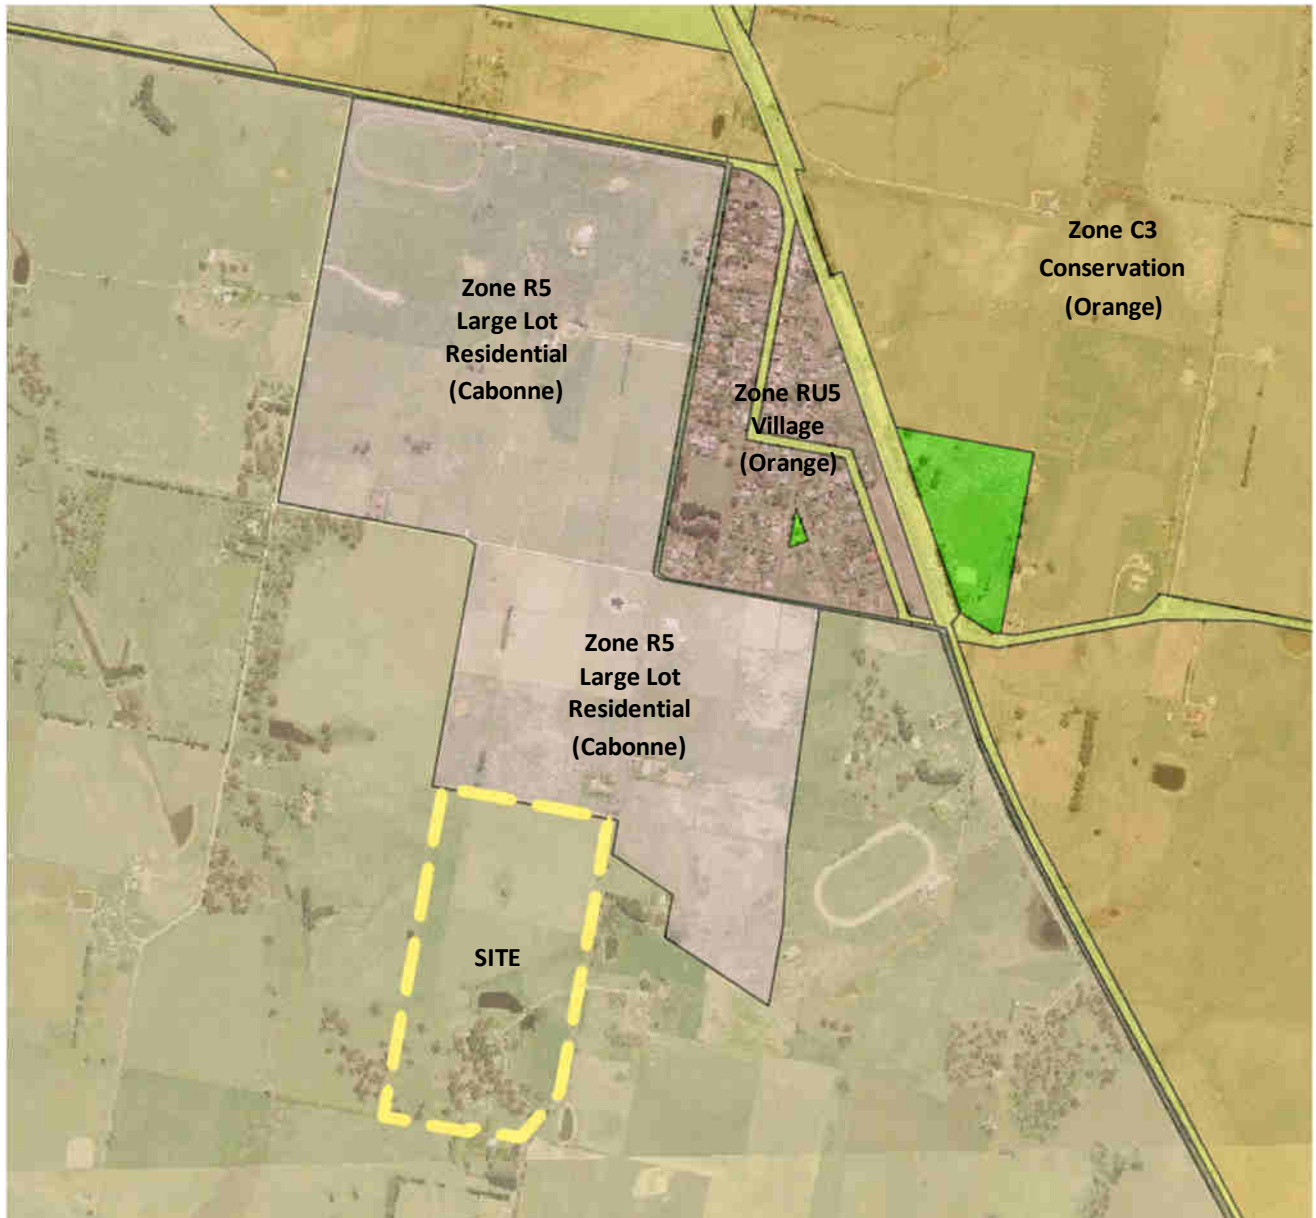 Zone C3
Conservation
(Orange)
Zone R5
Large Lot
Residential
(Cabonne)
Zone RU5
Village
(Orange)
Zone R5
Large Lot
Residential
(Cabonne)
SITE